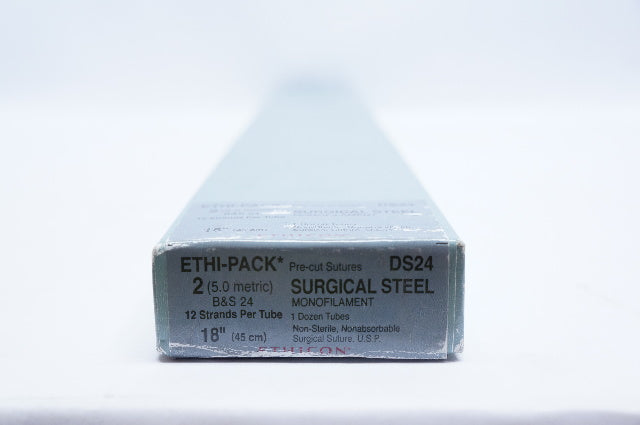 ETHI-PACK* Pre-cut Sutures DS24
2 (5.0 metric) SURGICAL STEEL
B&S 24 MONOFILAMENT
12 Strands Per Tube 1 Dozen Tubes
18" (45 cm) Non-Sterile, Nonabsorbable
Surgical Suture, U.S.P.
ETHICON